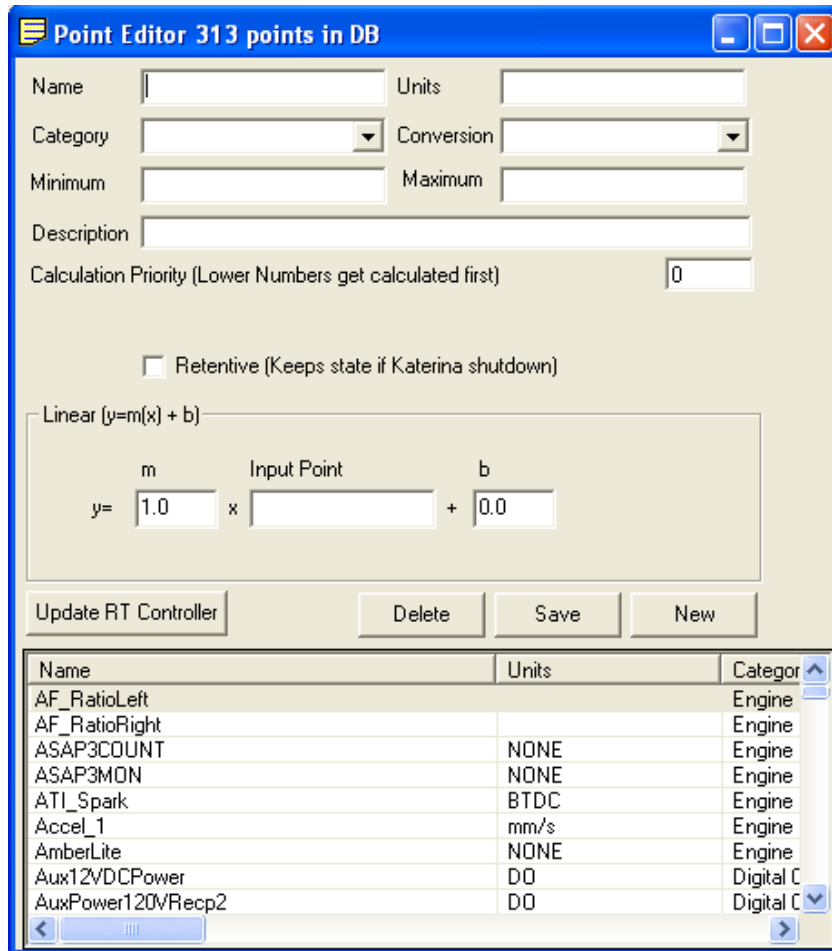 Point Editor 313 points in DB
Name Units
Category Conversion
Minimum Maximum
Description
Calculation Priority (Lower Numbers get calculated first) 0
Retentive (Keeps state if Katerina shutdown)
Linear (y=m(x) + b)
m Input Point b
y= 1.0 x + 0.0
Update RT Controller Delete Save New
Name Units Categor
AF_RatioLeft Engine
AF_RatioRight Engine
ASAP3COUNT NONE Engine
ASAP3MON NONE Engine
ATI_Spark BTDC Engine
Accel_1 mm/s Engine
AmberLite NONE Engine
Aux12VDCPower DO Digital C
AuxPower120VRecp2 DO Digital C